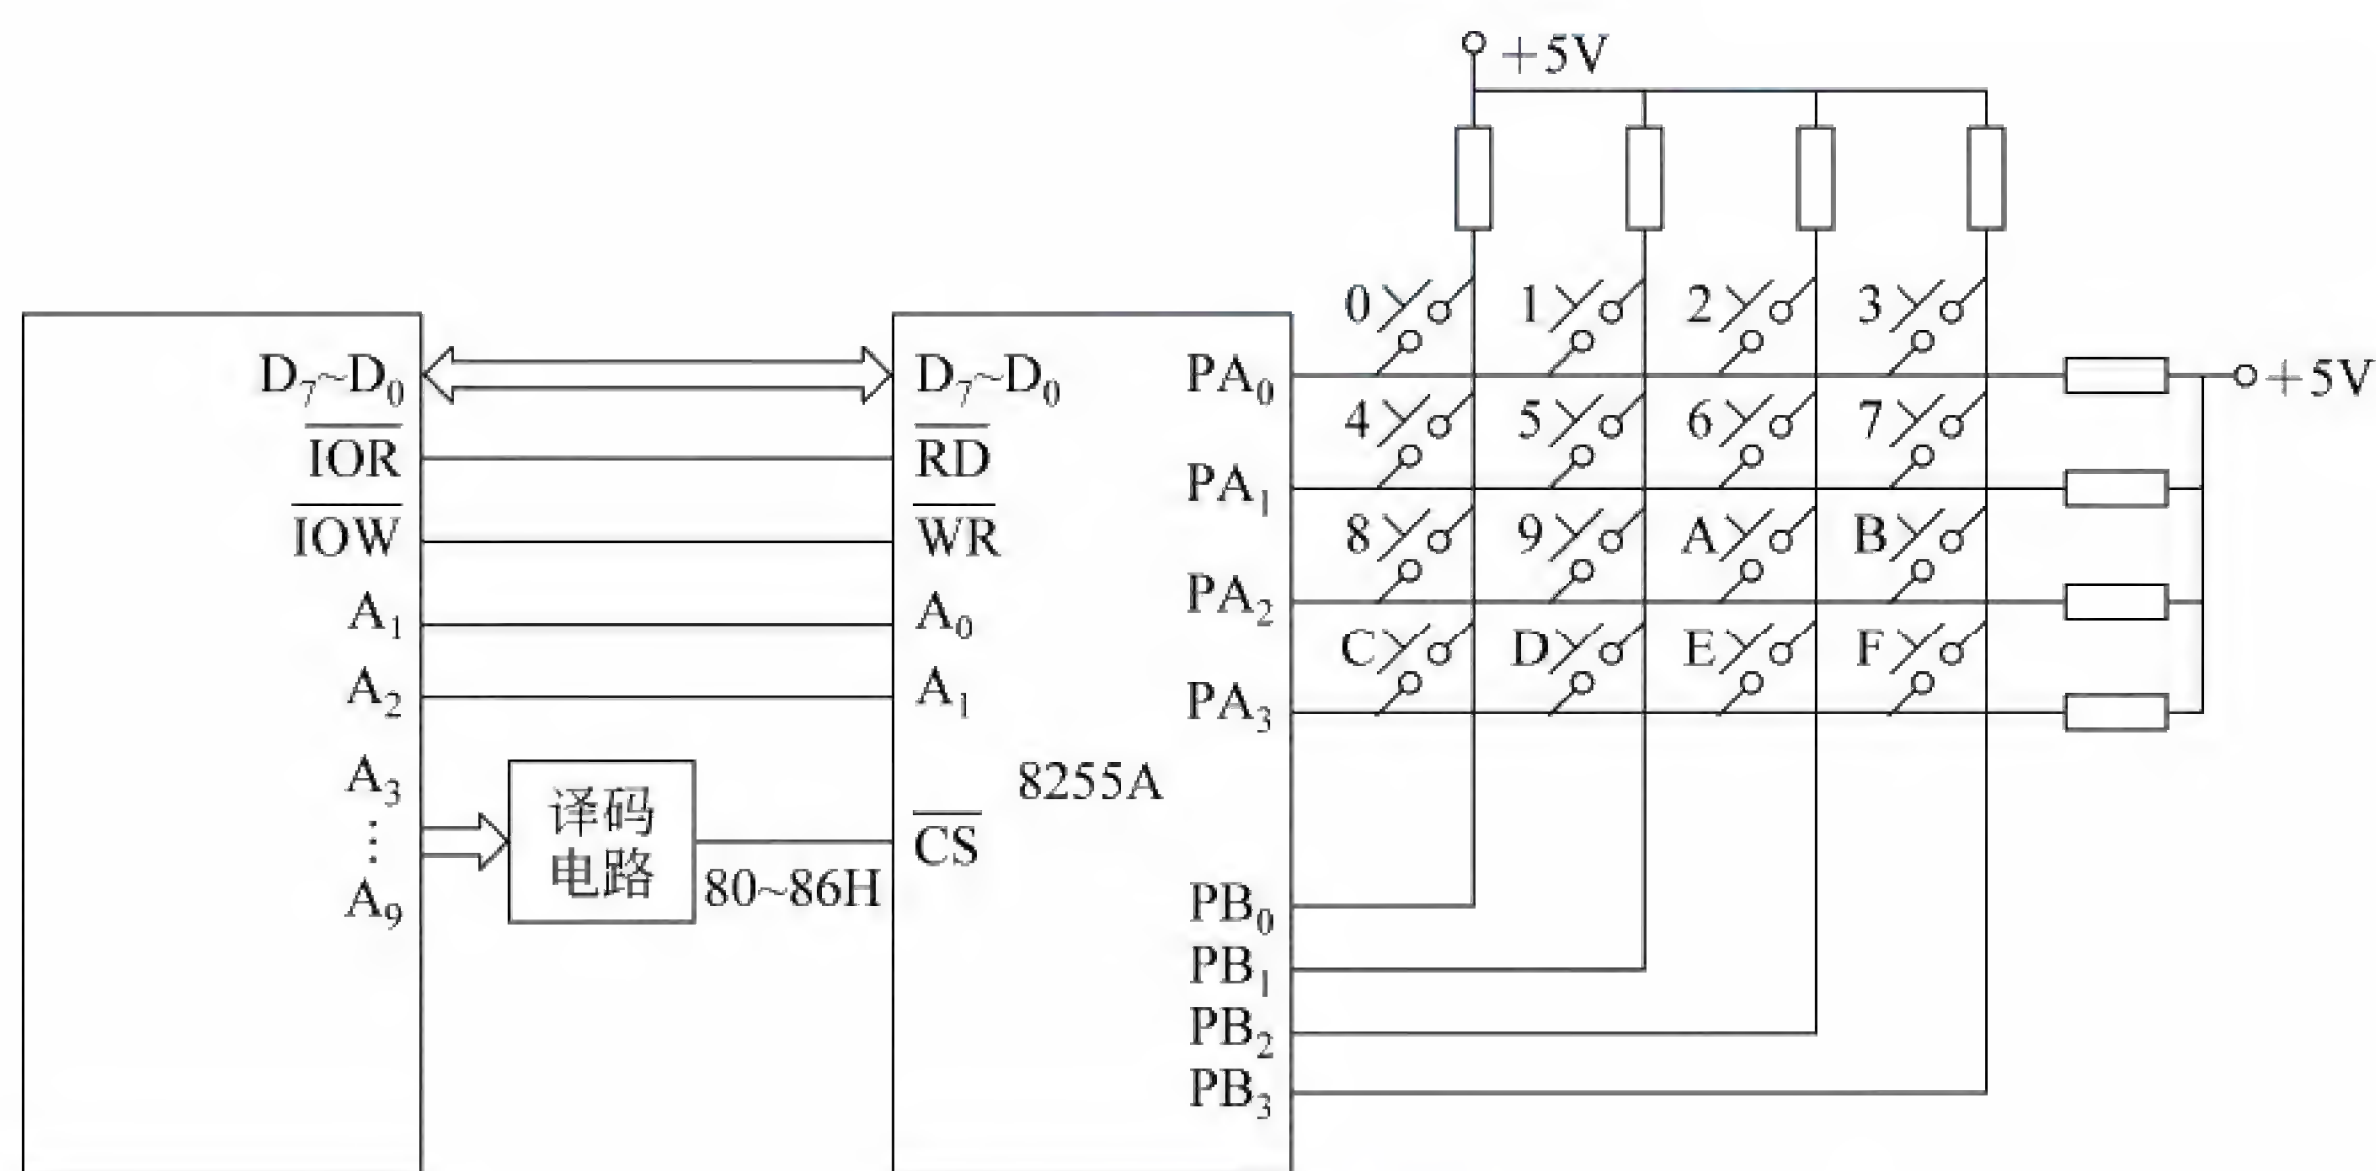 +5V
0 1 2 3
D₇~D₀ D₇~D₀ PA₀ +5V
4 5 6 7
IOR RD PA₁
8 9 A B
IOW WR
A₁ A₀ PA₂
C D E F
A₂ A₁ PA₃
A₃ 8255A
⋮ 译码 CS
电路 80~86H
A₉ PB₀
PB₁
PB₂
PB₃